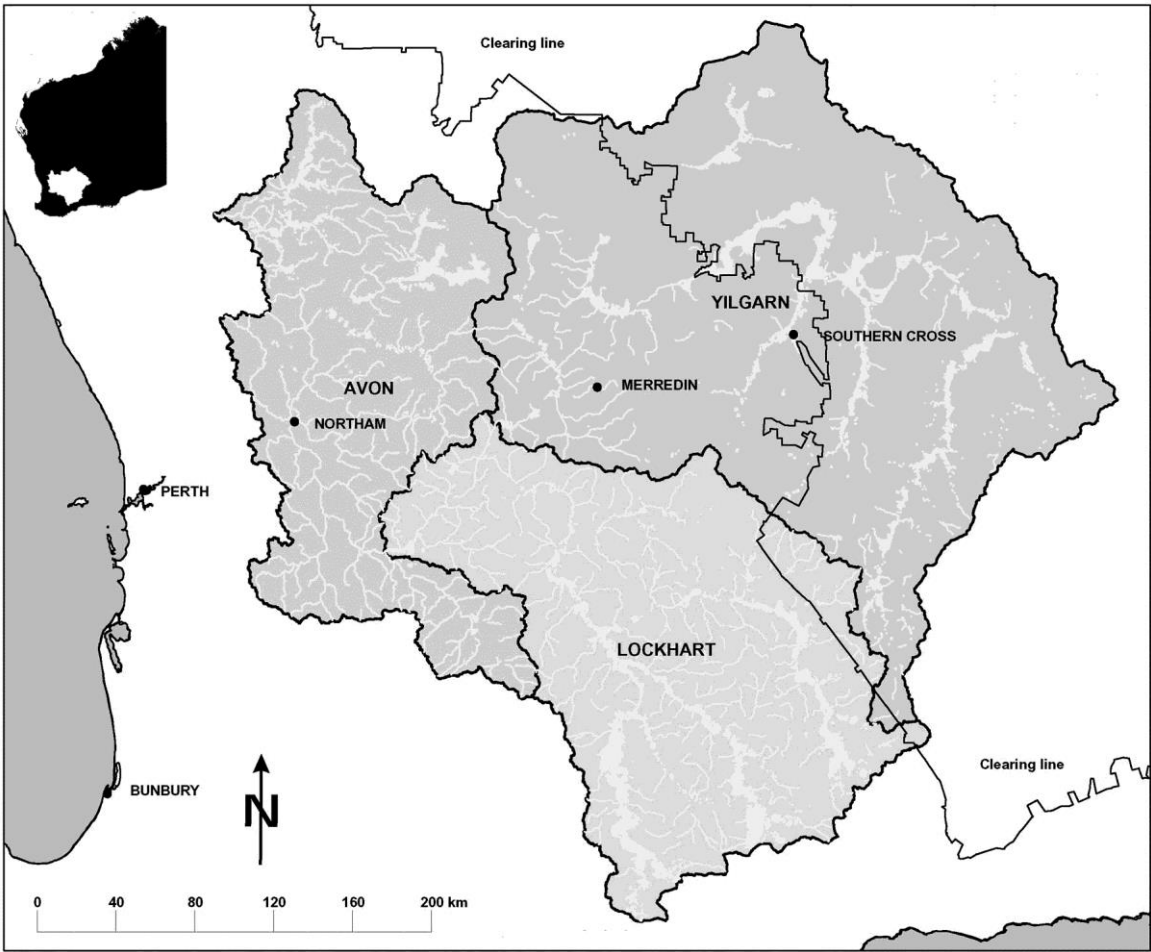 Clearing line
YILGARN
SOUTHERN CROSS
AVON
MERREDIN
NORTHAM
PERTH
LOCKHART
Clearing line
BUNBURY
N
0 40 80 120 160 200 km